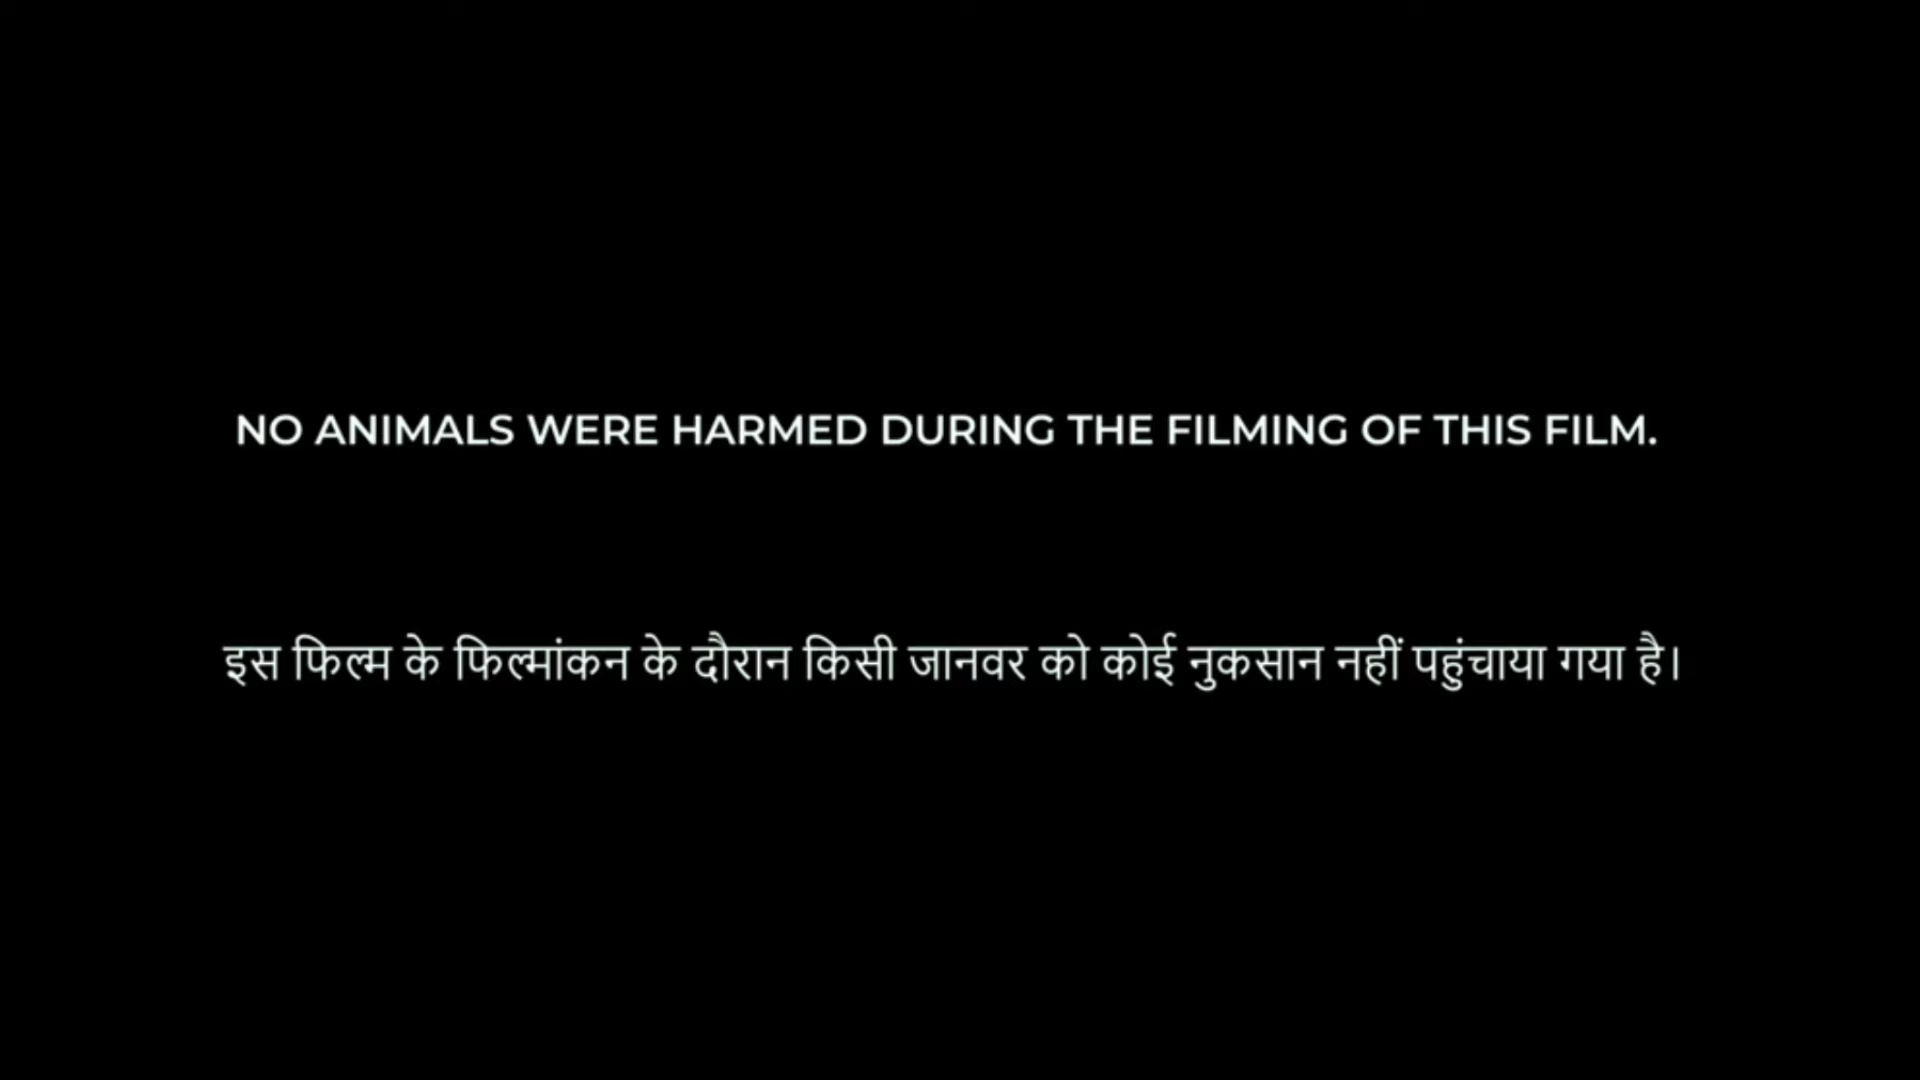 NO ANIMALS WERE HARMED DURING THE FILMING OF THIS FILM.
इस फिल्म के फिल्मांकन के दौरान किसी जानवर को कोई नुकसान नहीं पहुंचाया गया है।